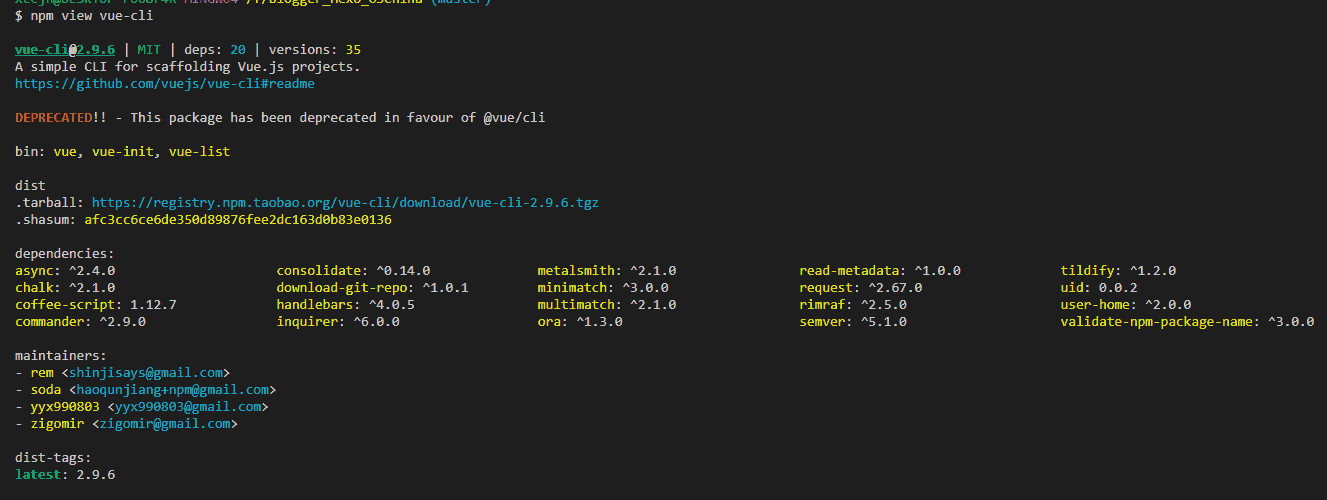 $ npm view vue-cli
vue-cli@2.9.6 | MIT | deps: 20 | versions: 35
A simple CLI for scaffolding Vue.js projects.
https://github.com/vuejs/vue-cli#readme
DEPRECATED!! - This package has been deprecated in favour of @vue/cli
bin: vue, vue-init, vue-list
dist
.tarball: https://registry.npm.taobao.org/vue-cli/download/vue-cli-2.9.6.tgz
.shasum: afc3cc6ce6de350d89876fee2dc163d0b83e0136
dependencies:
async: ^2.4.0 consolidate: ^0.14.0 metalsmith: ^2.1.0 read-metadata: ^1.0.0 tildify: ^1.2.0
chalk: ^2.1.0 download-git-repo: ^1.0.1 minimatch: ^3.0.0 request: ^2.67.0 uid: 0.0.2
coffee-script: 1.12.7 handlebars: ^4.0.5 multimatch: ^2.1.0 rimraf: ^2.5.0 user-home: ^2.0.0
commander: ^2.9.0 inquirer: ^6.0.0 ora: ^1.3.0 semver: ^5.1.0 validate-npm-package-name: ^3.0.0
maintainers:
- rem <shinjisays@gmail.com>
- soda <haoqunjiang+npm@gmail.com>
- yyx990803 <yyx990803@gmail.com>
- zigomir <zigomir@gmail.com>
dist-tags:
latest: 2.9.6